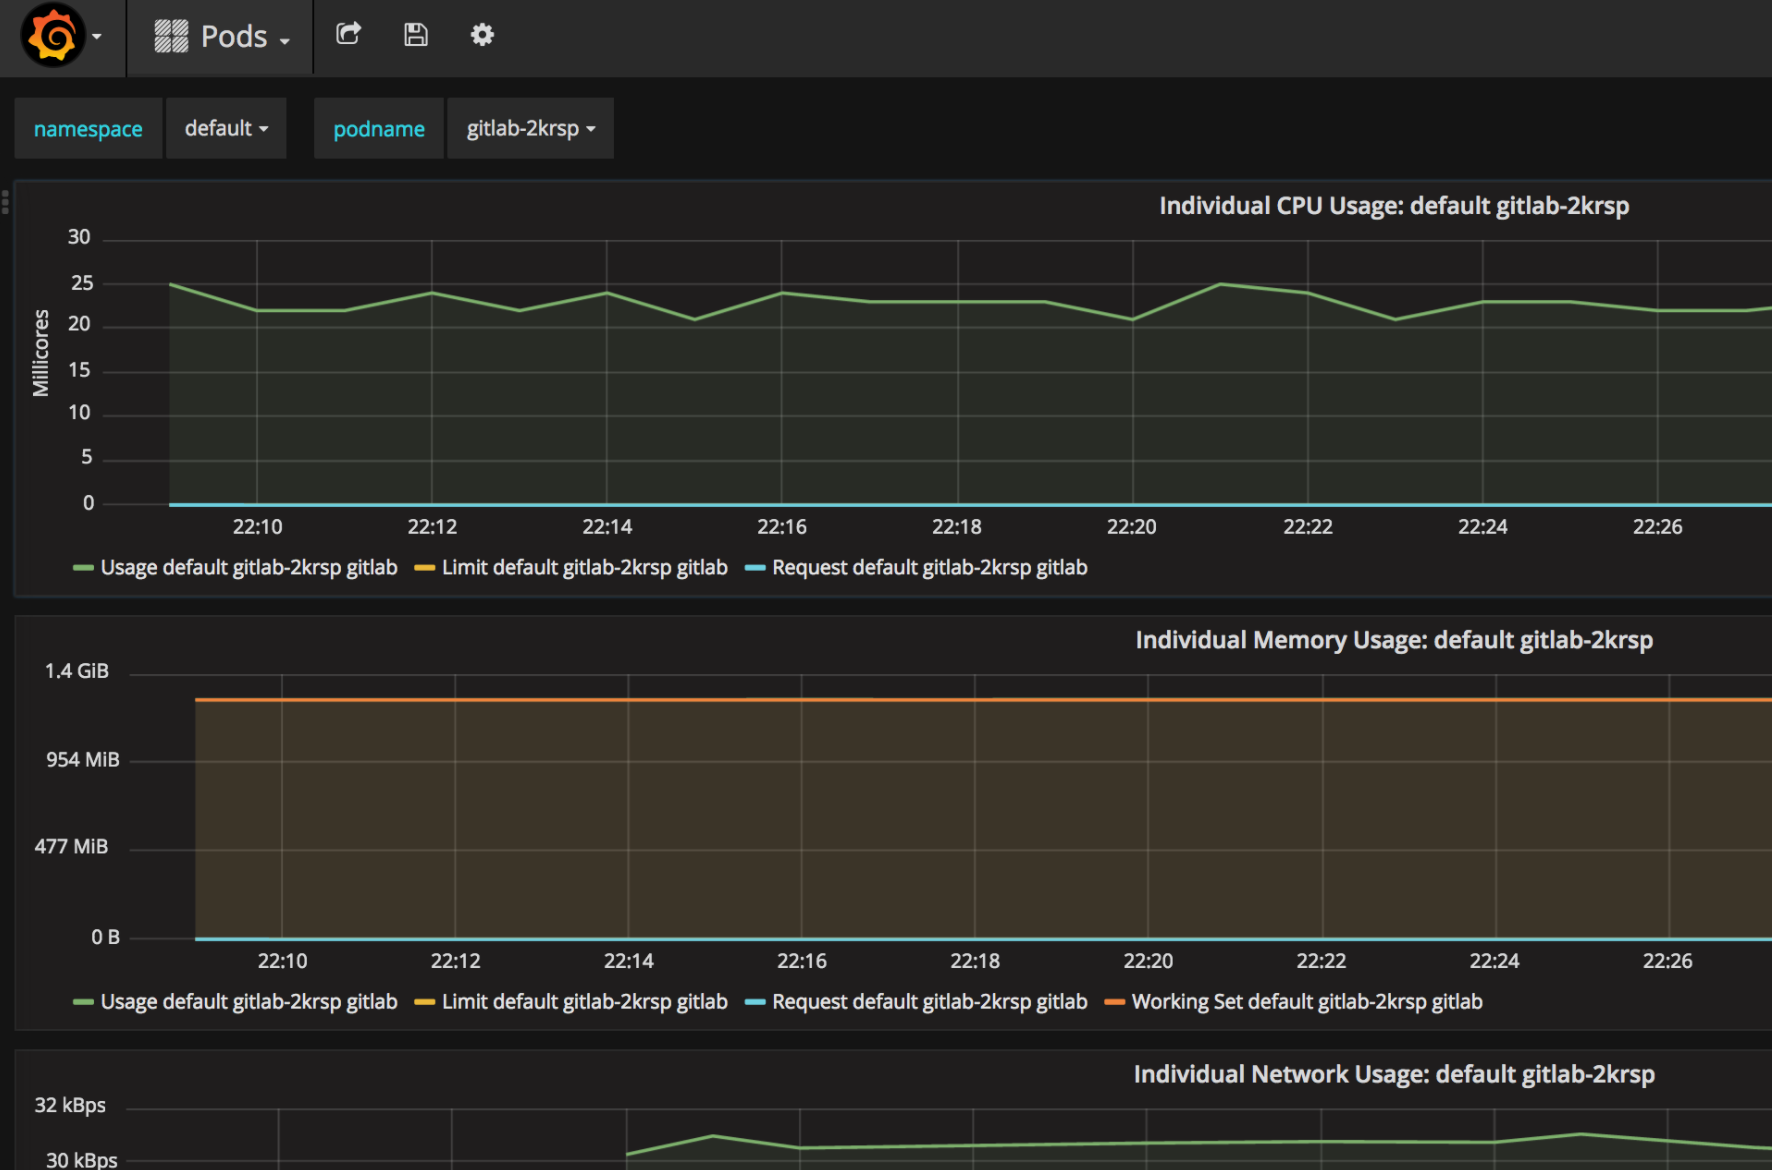 Pods
namespace default podname gitlab-2krsp
Individual CPU Usage: default gitlab-2krsp
30
25
20
15
10
5
0
Millicores
22:10 22:12 22:14 22:16 22:18 22:20 22:22 22:24 22:26
Usage default gitlab-2krsp gitlab Limit default gitlab-2krsp gitlab Request default gitlab-2krsp gitlab
Individual Memory Usage: default gitlab-2krsp
1.4 GiB
954 MiB
477 MiB
0 B
22:10 22:12 22:14 22:16 22:18 22:20 22:22 22:24 22:26
Usage default gitlab-2krsp gitlab Limit default gitlab-2krsp gitlab Request default gitlab-2krsp gitlab Working Set default gitlab-2krsp gitlab
Individual Network Usage: default gitlab-2krsp
32 kBps
30 kBps